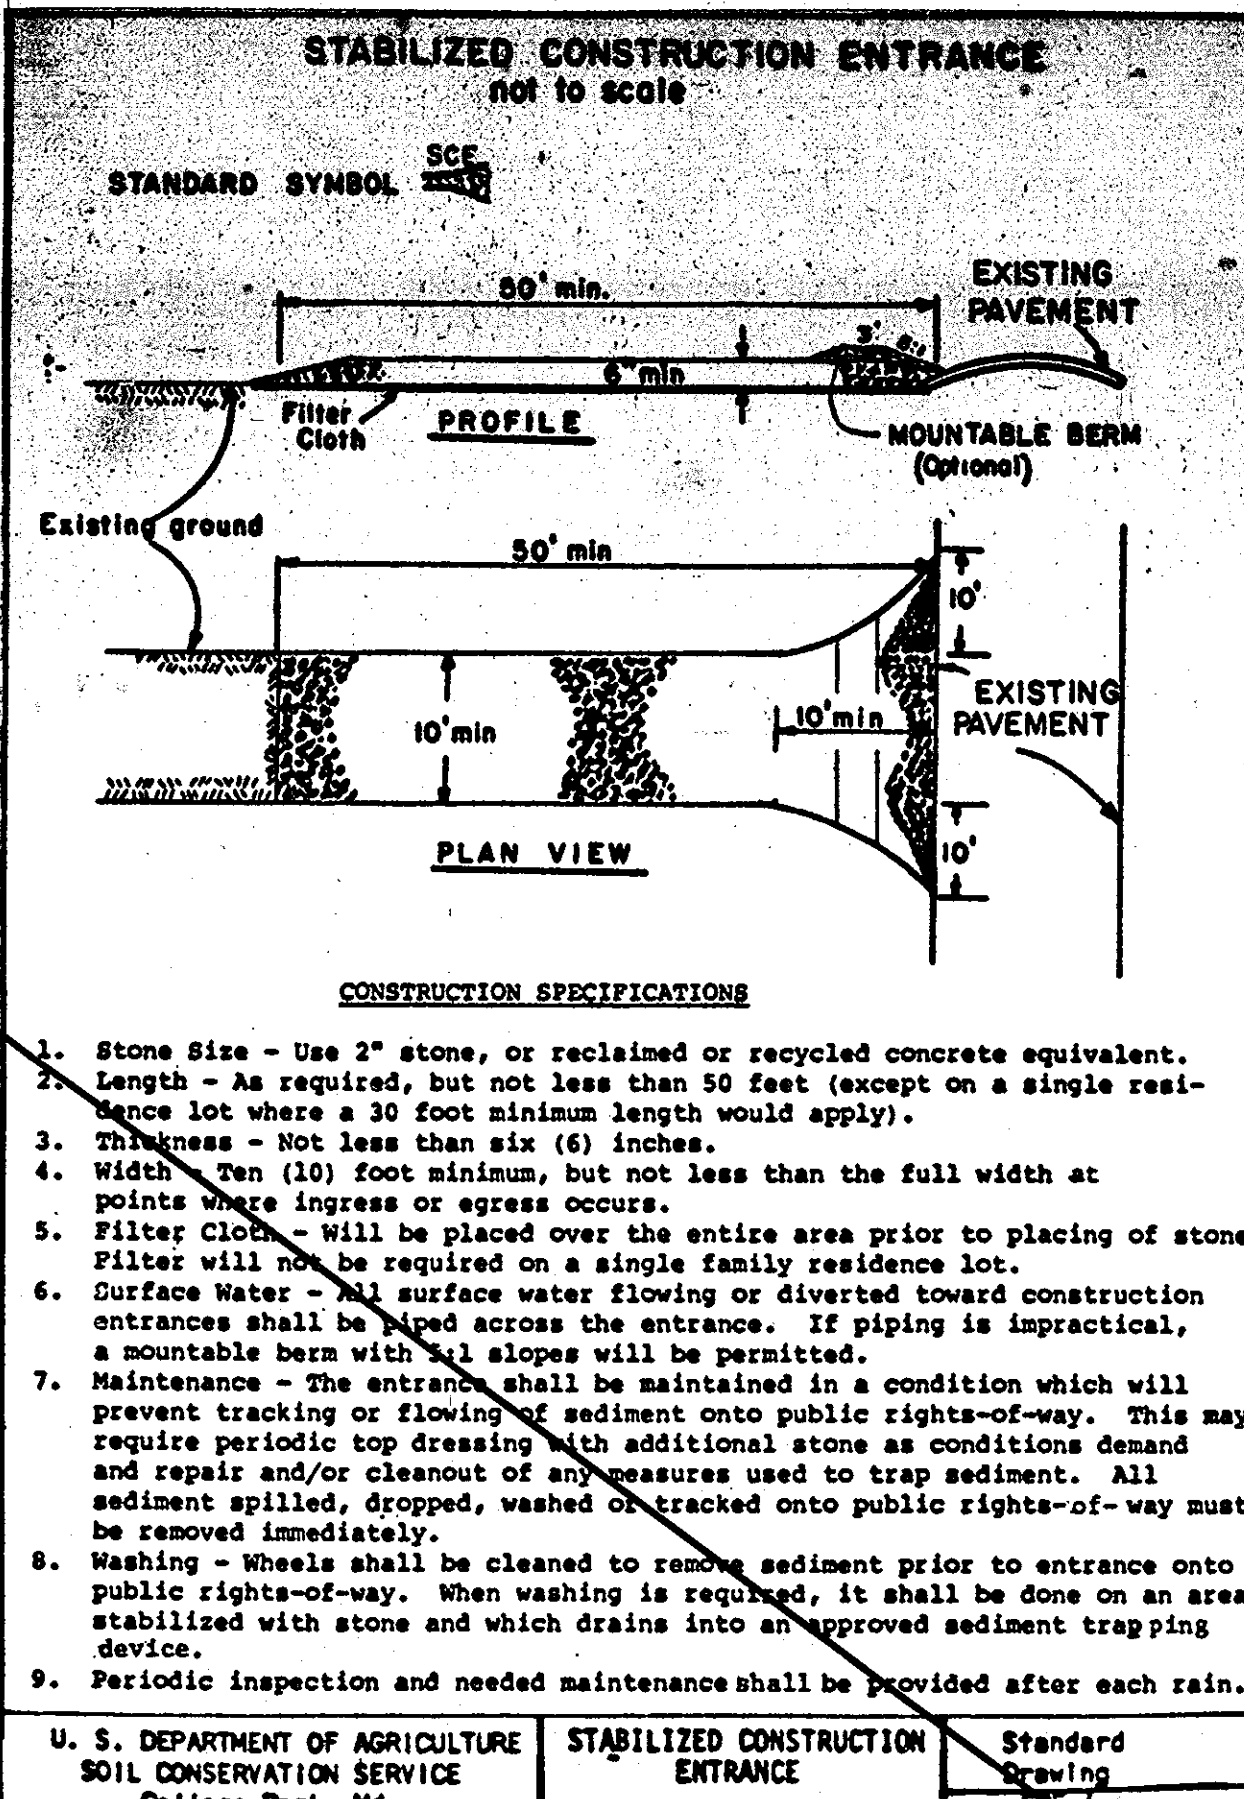 STABILIZED CONSTRUCTION ENTRANCE
not to scale
SCE
STANDARD SYMBOL
50' min.
EXISTING
PAVEMENT
3'
6" min
Filter
Cloth
PROFILE
MOUNTABLE BERM
(Optional)
Existing ground
50' min
10'
10' min
10' min
EXISTING
PAVEMENT
10'
PLAN VIEW
CONSTRUCTION SPECIFICATIONS
1. Stone Size - Use 2" stone, or reclaimed or recycled concrete equivalent.
2. Length - As required, but not less than 50 feet (except on a single resi-
dence lot where a 30 foot minimum length would apply).
3. Thickness - Not less than six (6) inches.
4. Width - Ten (10) foot minimum, but not less than the full width at
points where ingress or egress occurs.
5. Filter Cloth - Will be placed over the entire area prior to placing of stone
Filter will not be required on a single family residence lot.
6. Surface Water - All surface water flowing or diverted toward construction
entrances shall be piped across the entrance. If piping is impractical,
a mountable berm with 5:1 slopes will be permitted.
7. Maintenance - The entrance shall be maintained in a condition which will
prevent tracking or flowing of sediment onto public rights-of-way. This may
require periodic top dressing with additional stone as conditions demand
and repair and/or cleanout of any measures used to trap sediment. All
sediment spilled, dropped, washed or tracked onto public rights-of-way must
be removed immediately.
8. Washing - Wheels shall be cleaned to remove sediment prior to entrance onto
public rights-of-way. When washing is required, it shall be done on an area
stabilized with stone and which drains into an approved sediment trapping
device.
9. Periodic inspection and needed maintenance shall be provided after each rain.
U. S. DEPARTMENT OF AGRICULTURE
SOIL CONSERVATION SERVICE
STABILIZED CONSTRUCTION
ENTRANCE
Standard
Drawing